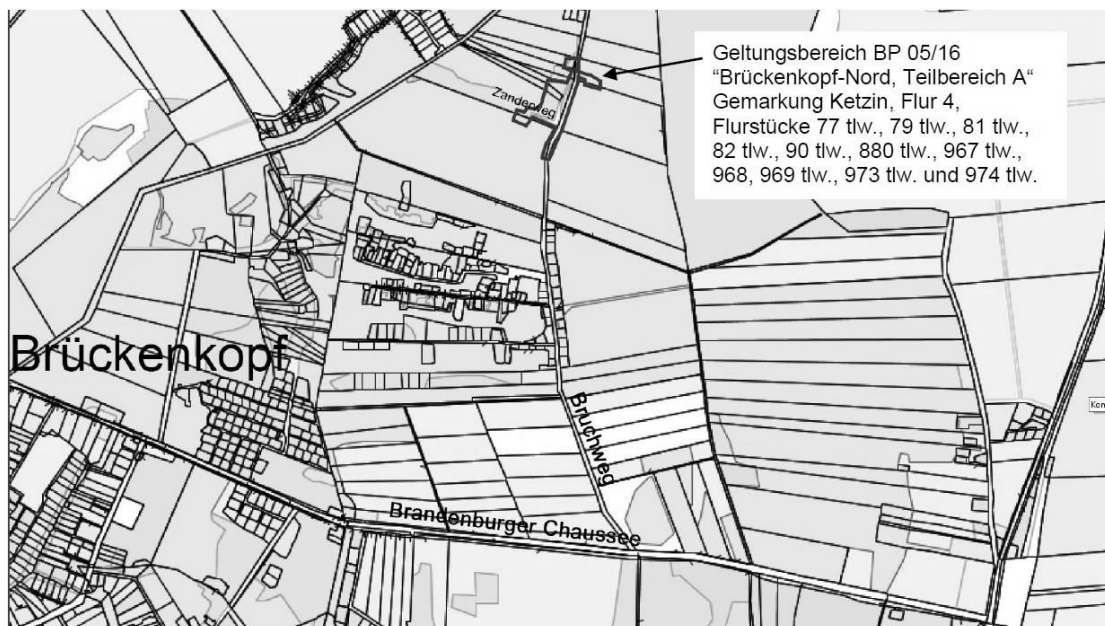 Geltungsbereich BP 05/16
“Brückenkopf-Nord, Teilbereich A“
Gemarkung Ketzin, Flur 4,
Flurstücke 77 tlw., 79 tlw., 81 tlw.,
82 tlw., 90 tlw., 880 tlw., 967 tlw.,
968, 969 tlw., 973 tlw. und 974 tlw.
Zanderweg
Brückenkopf
Bruchweg
Kom
Brandenburger Chaussee